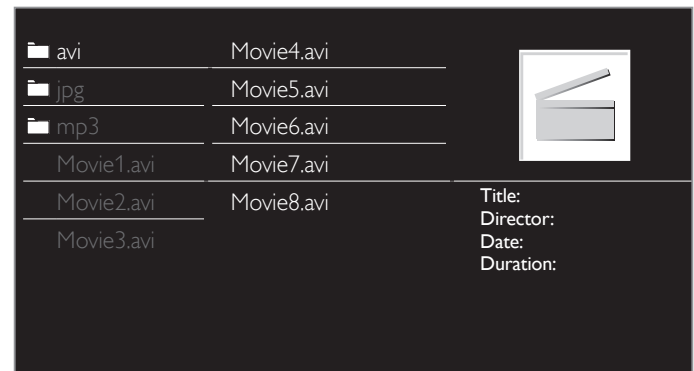 avi
jpg
mp3
Movie1.avi
Movie2.avi
Movie3.avi
Movie4.avi
Movie5.avi
Movie6.avi
Movie7.avi
Movie8.avi
Title:
Director:
Date:
Duration: